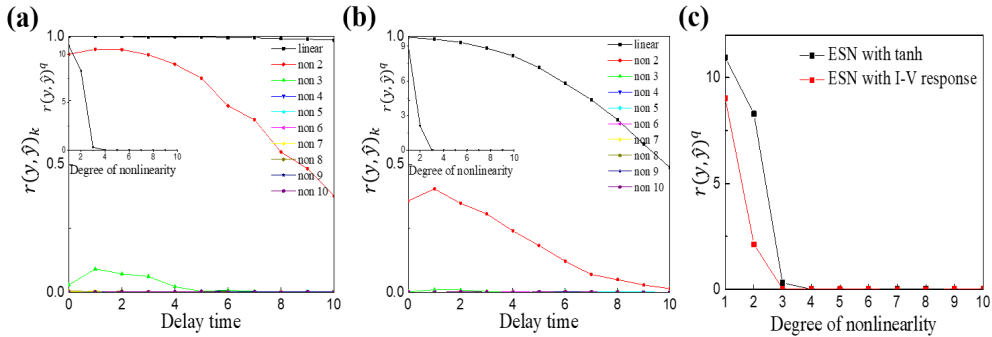 (a)
r(y,ŷ)k
1.0
0.5
0.0
0 2 4 6 8 10
Delay time
r(y,ŷ)q
10
5
0
0 2 4 6 8 10
Degree of nonlinearity
linear
non 2
non 3
non 4
non 5
non 6
non 7
non 8
non 9
non 10
(b)
r(y,ŷ)k
1.0
0.5
0.0
0 2 4 6 8 10
Delay time
r(y,ŷ)q
9
6
3
0
0 2 4 6 8 10
Degree of nonlinearity
linear
non 2
non 3
non 4
non 5
non 6
non 7
non 8
non 9
non 10
(c)
r(y,ŷ)q
10
5
0
1 2 3 4 5 6 7 8 9 10
Degree of nonlinearlity
ESN with tanh
ESN with I-V response